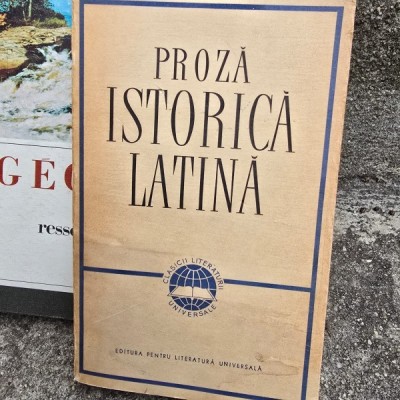 PROZĂ
ISTORICĂ
LATINĂ
CLASICII LITERATURII
UNIVERSALE
EDITURA PENTRU LITERATURĂ UNIVERSALĂ